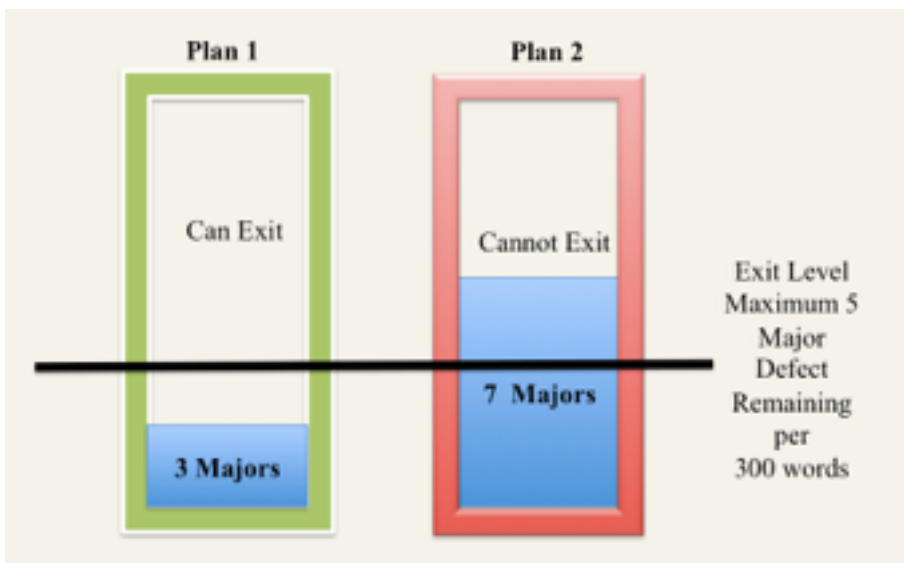 Plan 1
Plan 2
Can Exit
Cannot Exit
3 Majors
7 Majors
Exit Level
Maximum 5
Major
Defect
Remaining
per
300 words